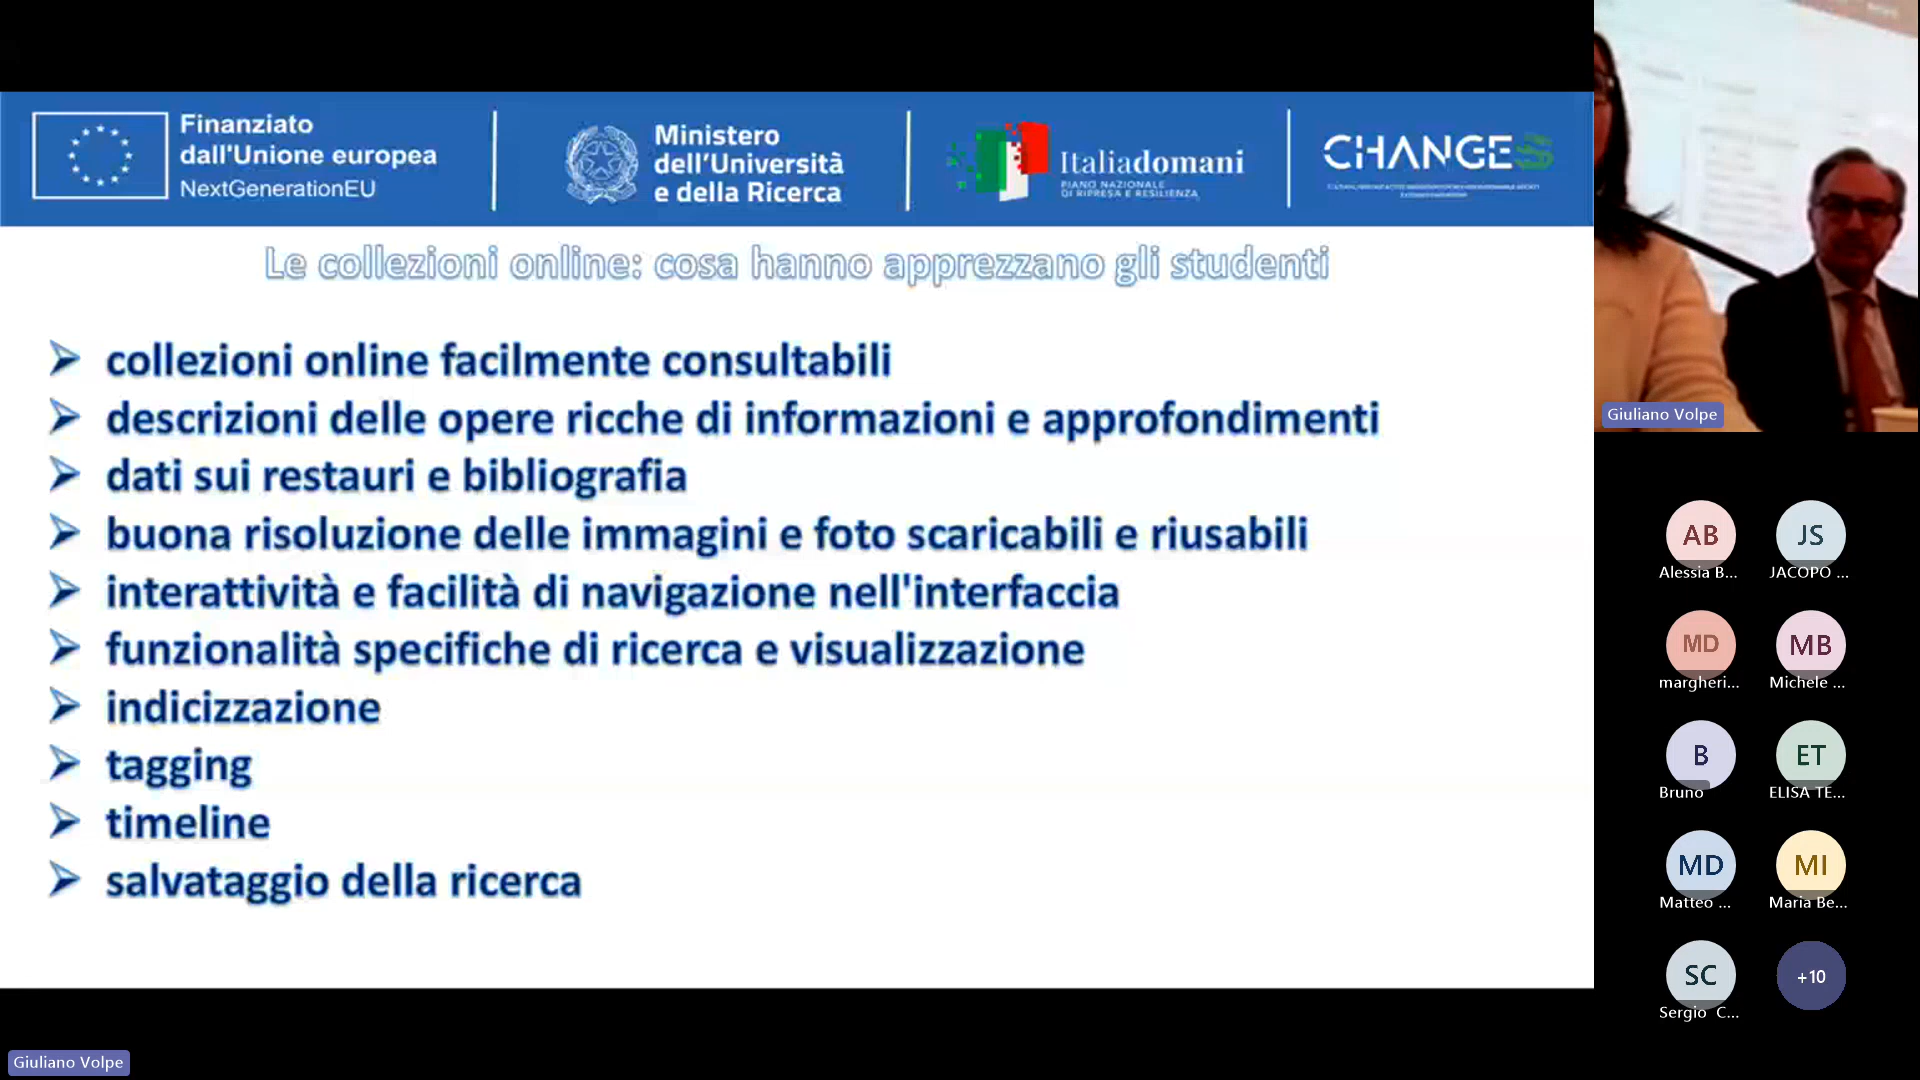 Finanziato
dall'Unione europea
NextGenerationEU
Ministero
dell'Università
e della Ricerca
Italiadomani
PIANO NAZIONALE
DI RIPRESA E RESILIENZA
CHANGES
Le collezioni online: cosa hanno apprezzano gli studenti
collezioni online facilmente consultabili
descrizioni delle opere ricche di informazioni e approfondimenti
dati sui restauri e bibliografia
buona risoluzione delle immagini e foto scaricabili e riusabili
interattività e facilità di navigazione nell'interfaccia
funzionalità specifiche di ricerca e visualizzazione
indicizzazione
tagging
timeline
salvataggio della ricerca
Giuliano Volpe
AB
JS
Alessia B...
JACOPO ...
MD
MB
margheri...
Michele ...
B
ET
Bruno
ELISA TE...
MD
MI
Matteo ...
Maria Be...
SC
+10
Sergio C...
Giuliano Volpe